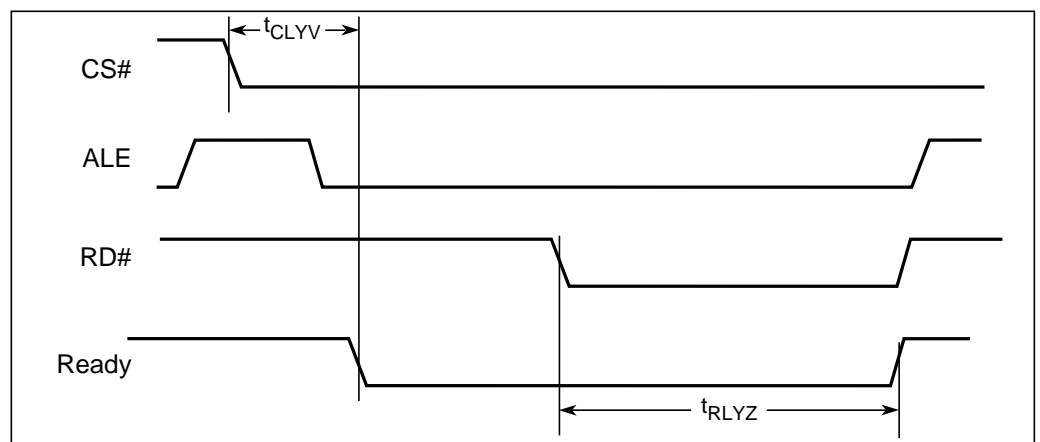 tCLYV
CS#
ALE
RD#
Ready
tRLYZ